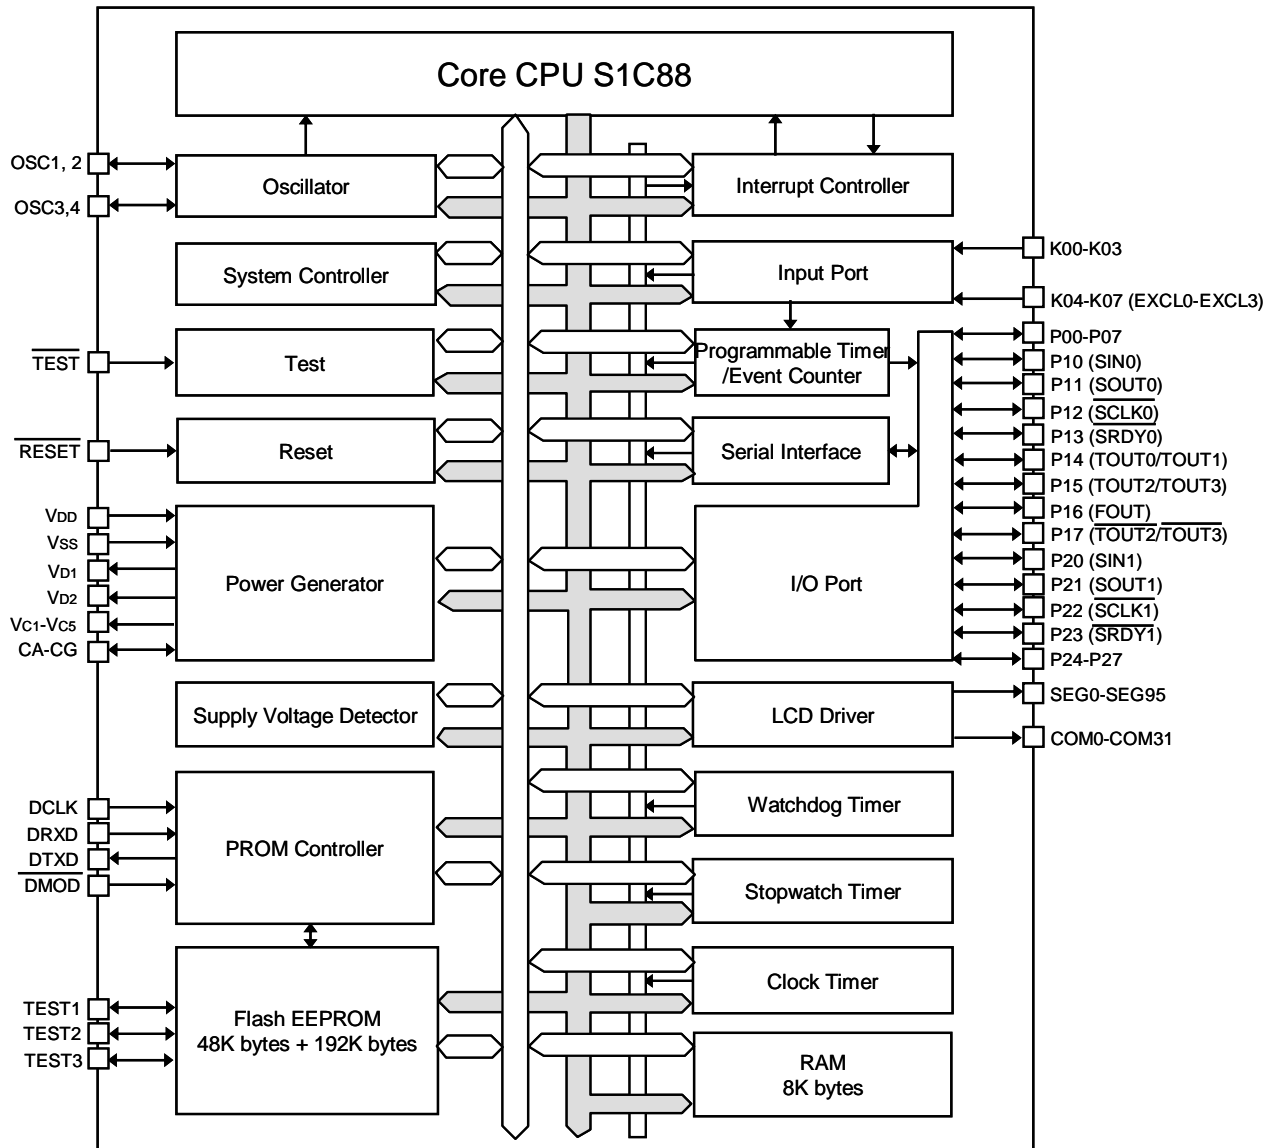 Core CPU S1C88
OSC1, 2
OSC3,4
Oscillator
Interrupt Controller
System Controller
Input Port
K00-K03
K04-K07 (EXCL0-EXCL3)
TEST
Test
Programmable Timer
/Event Counter
RESET
Reset
Serial Interface
P00-P07
P10 (SIN0)
P11 (SOUT0)
P12 (SCLK0)
P13 (SRDY0)
P14 (TOUT0/TOUT1)
P15 (TOUT2/TOUT3)
P16 (FOUT)
P17 (TOUT2/TOUT3)
P20 (SIN1)
P21 (SOUT1)
P22 (SCLK1)
P23 (SRDY1)
P24-P27
VDD
VSS
VD1
VD2
VC1-VC5
CA-CG
Power Generator
I/O Port
Supply Voltage Detector
LCD Driver
SEG0-SEG95
COM0-COM31
DCLK
DRXD
DTXD
DMOD
PROM Controller
Watchdog Timer
Stopwatch Timer
TEST1
TEST2
TEST3
Flash EEPROM
48K bytes + 192K bytes
Clock Timer
RAM
8K bytes